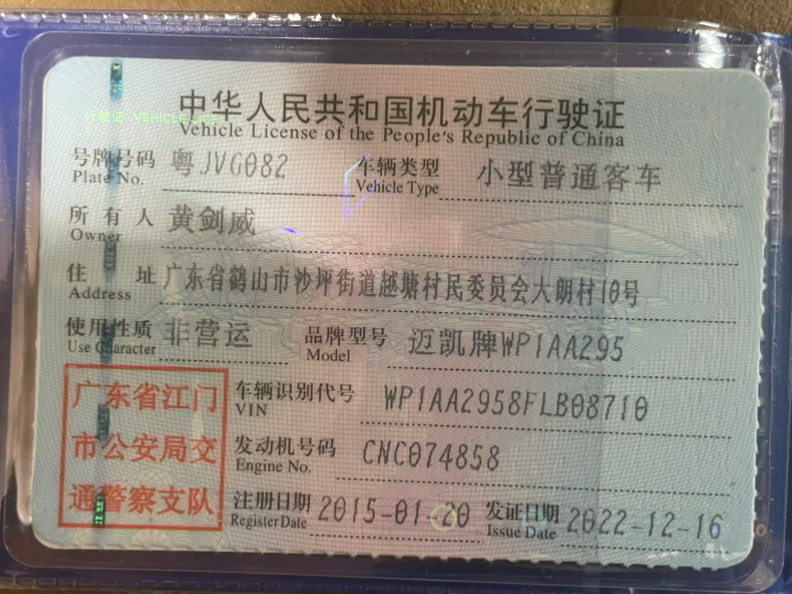 中华人民共和国机动车行驶证
Vehicle License of the People's Republic of China
号牌号码 粤JVG082 车辆类型 小型普通客车
Plate No. Vehicle Type
所有人 黄剑威
Owner
住址 广东省鹤山市沙坪街道越塘村民委员会大朗村10号
Address
使用性质 非营运 品牌型号 迈凯牌WP1AA295
Use Character Model
广东省江门 车辆识别代号 WP1AA2958FLB08710
VIN
市公安局交 发动机号码 CNC074858
Engine No.
通警察支队 注册日期 2015-01-20 发证日期 2022-12-16
Register Date Issue Date